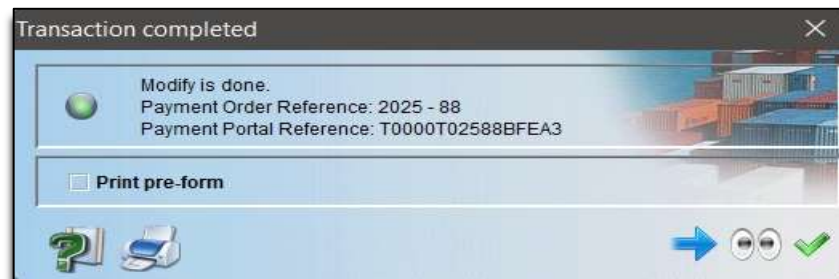 Transaction completed
Modify is done.
Payment Order Reference: 2025 - 88
Payment Portal Reference: T0000T02588BFEA3
Print pre-form